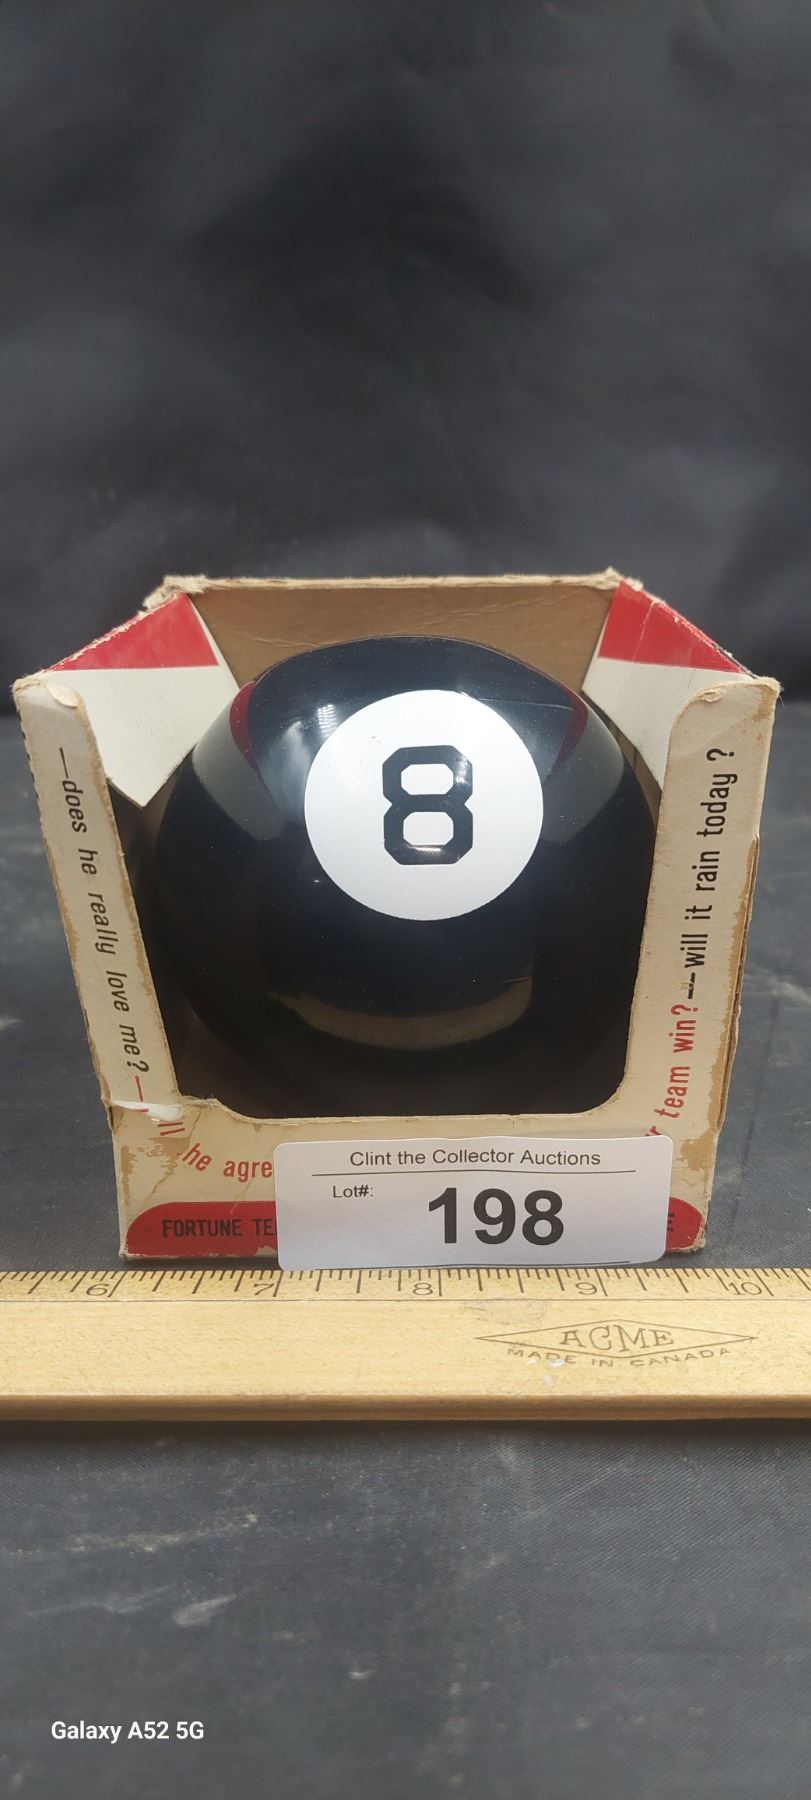 8
—does he really love me?—
he agre
r team win?—will it rain today?
FORTUNE TE
Clint the Collector Auctions
Lot#: 198
6 7 8 9 10
ACME
MADE IN CANADA
Galaxy A52 5G